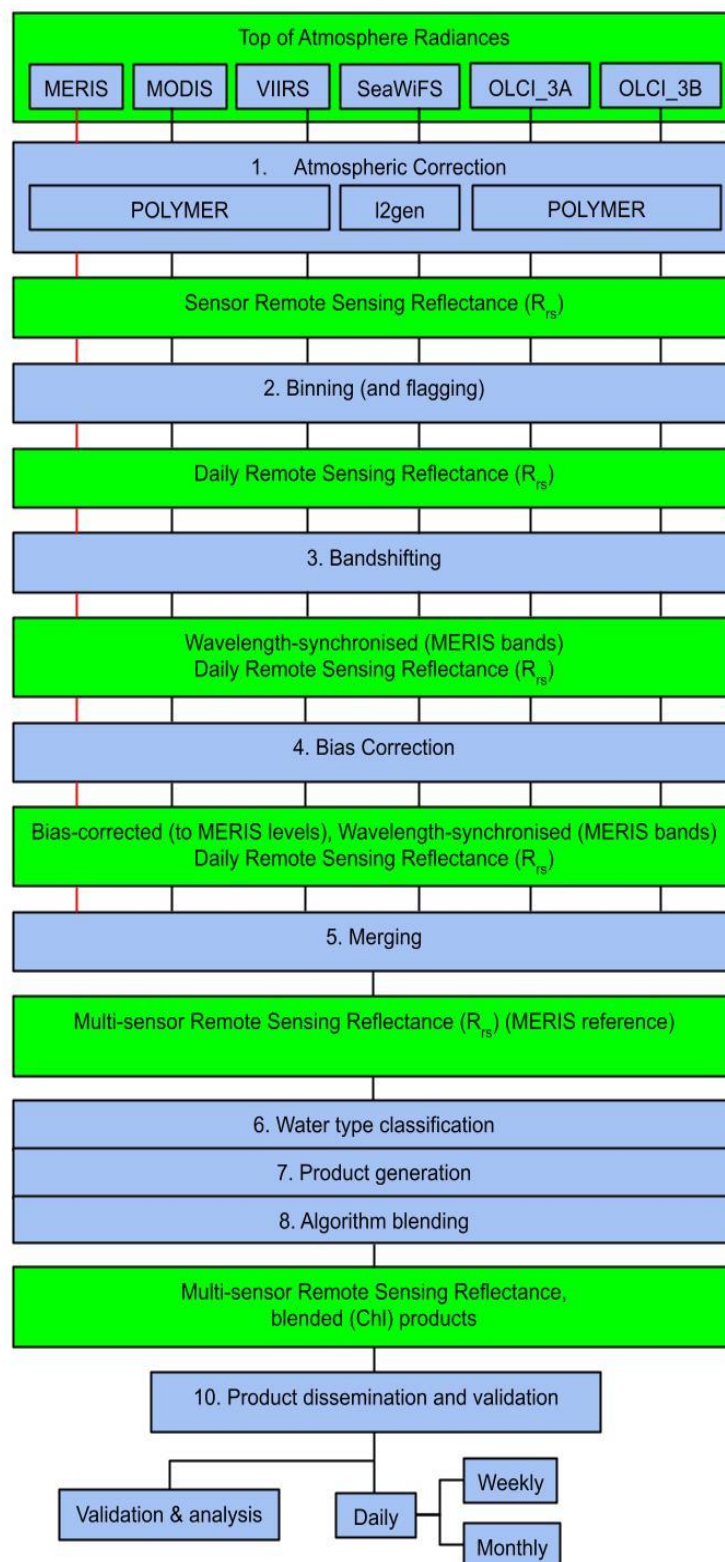 Top of Atmosphere Radiances
MERIS MODIS VIIRS SeaWiFS OLCI_3A OLCI_3B
1. Atmospheric Correction
POLYMER l2gen POLYMER
Sensor Remote Sensing Reflectance (Rrs)
2. Binning (and flagging)
Daily Remote Sensing Reflectance (Rrs)
3. Bandshifting
Wavelength-synchronised (MERIS bands)
Daily Remote Sensing Reflectance (Rrs)
4. Bias Correction
Bias-corrected (to MERIS levels), Wavelength-synchronised (MERIS bands)
Daily Remote Sensing Reflectance (Rrs)
5. Merging
Multi-sensor Remote Sensing Reflectance (Rrs) (MERIS reference)
6. Water type classification
7. Product generation
8. Algorithm blending
Multi-sensor Remote Sensing Reflectance,
blended (Chl) products
10. Product dissemination and validation
Weekly
Validation & analysis Daily
Monthly